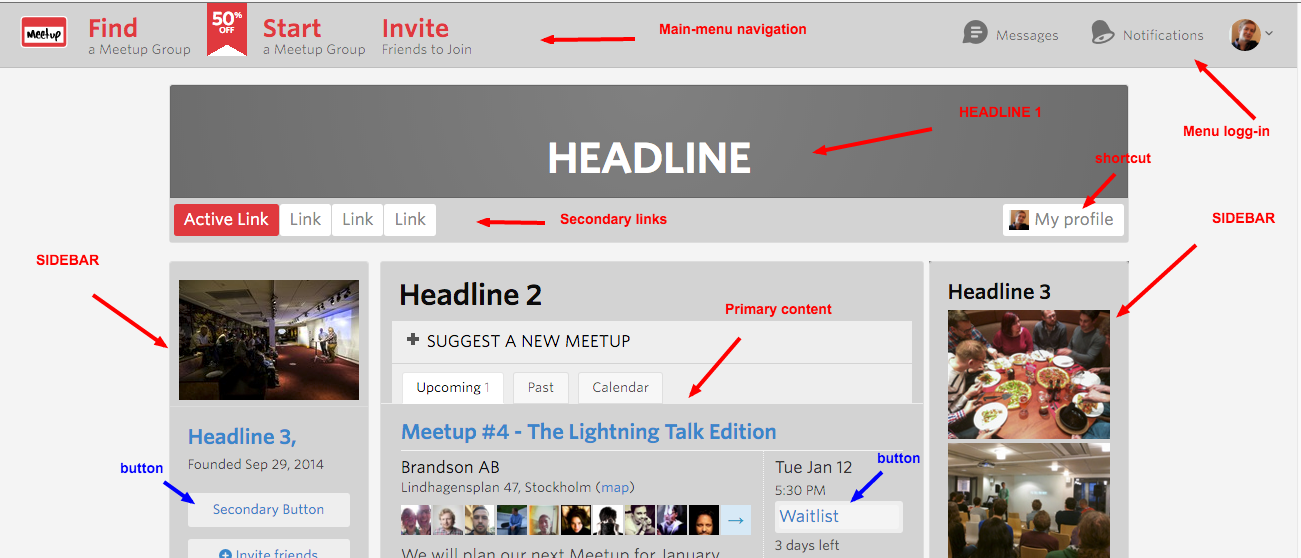 Meetup
Find
a Meetup Group
50%
OFF
Start
a Meetup Group
Invite
Friends to Join
Main-menu navigation
Messages
Notifications
Menu logg-in
HEADLINE 1
HEADLINE
shortcut
Active Link
Link
Link
Link
Secondary links
My profile
SIDEBAR
SIDEBAR
Headline 2
Headline 3
Primary content
SUGGEST A NEW MEETUP
Upcoming 1
Past
Calendar
Headline 3,
Founded Sep 29, 2014
button
Secondary Button
Invite friends
Meetup #4 - The Lightning Talk Edition
Brandson AB
Lindhagensplan 47, Stockholm (map)
Tue Jan 12
5:30 PM
button
Waitlist
3 days left
We will plan our next Meetup for January